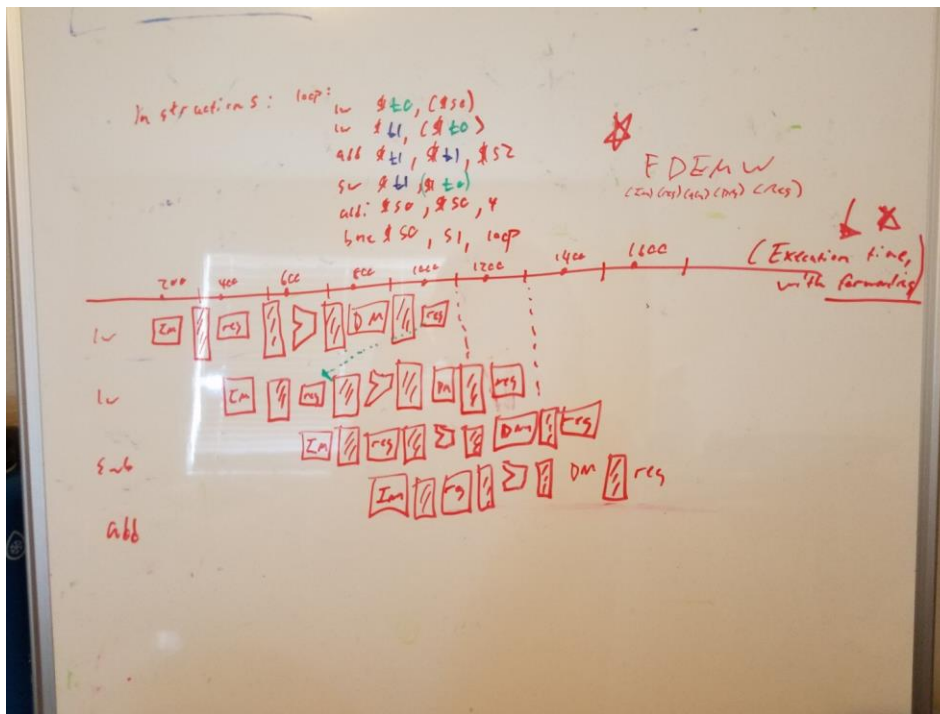 Instructions: loop:
lw $t0, ($s0)
lw $t1, ($t0)
add $t1, $t1, $s2
sw $t1, ($t0)
addi $s0, $s0, 4
bne $s0, s1, loop
FDEMW
(Im) (reg) (alu) (Dm) (reg)
(Execution time,
with forwarding)
200 400 600 800 1000 1200 1400 1600
lw Im reg DM reg
lw Im reg Dm reg
sub Im reg Dm reg
add Im reg DM reg